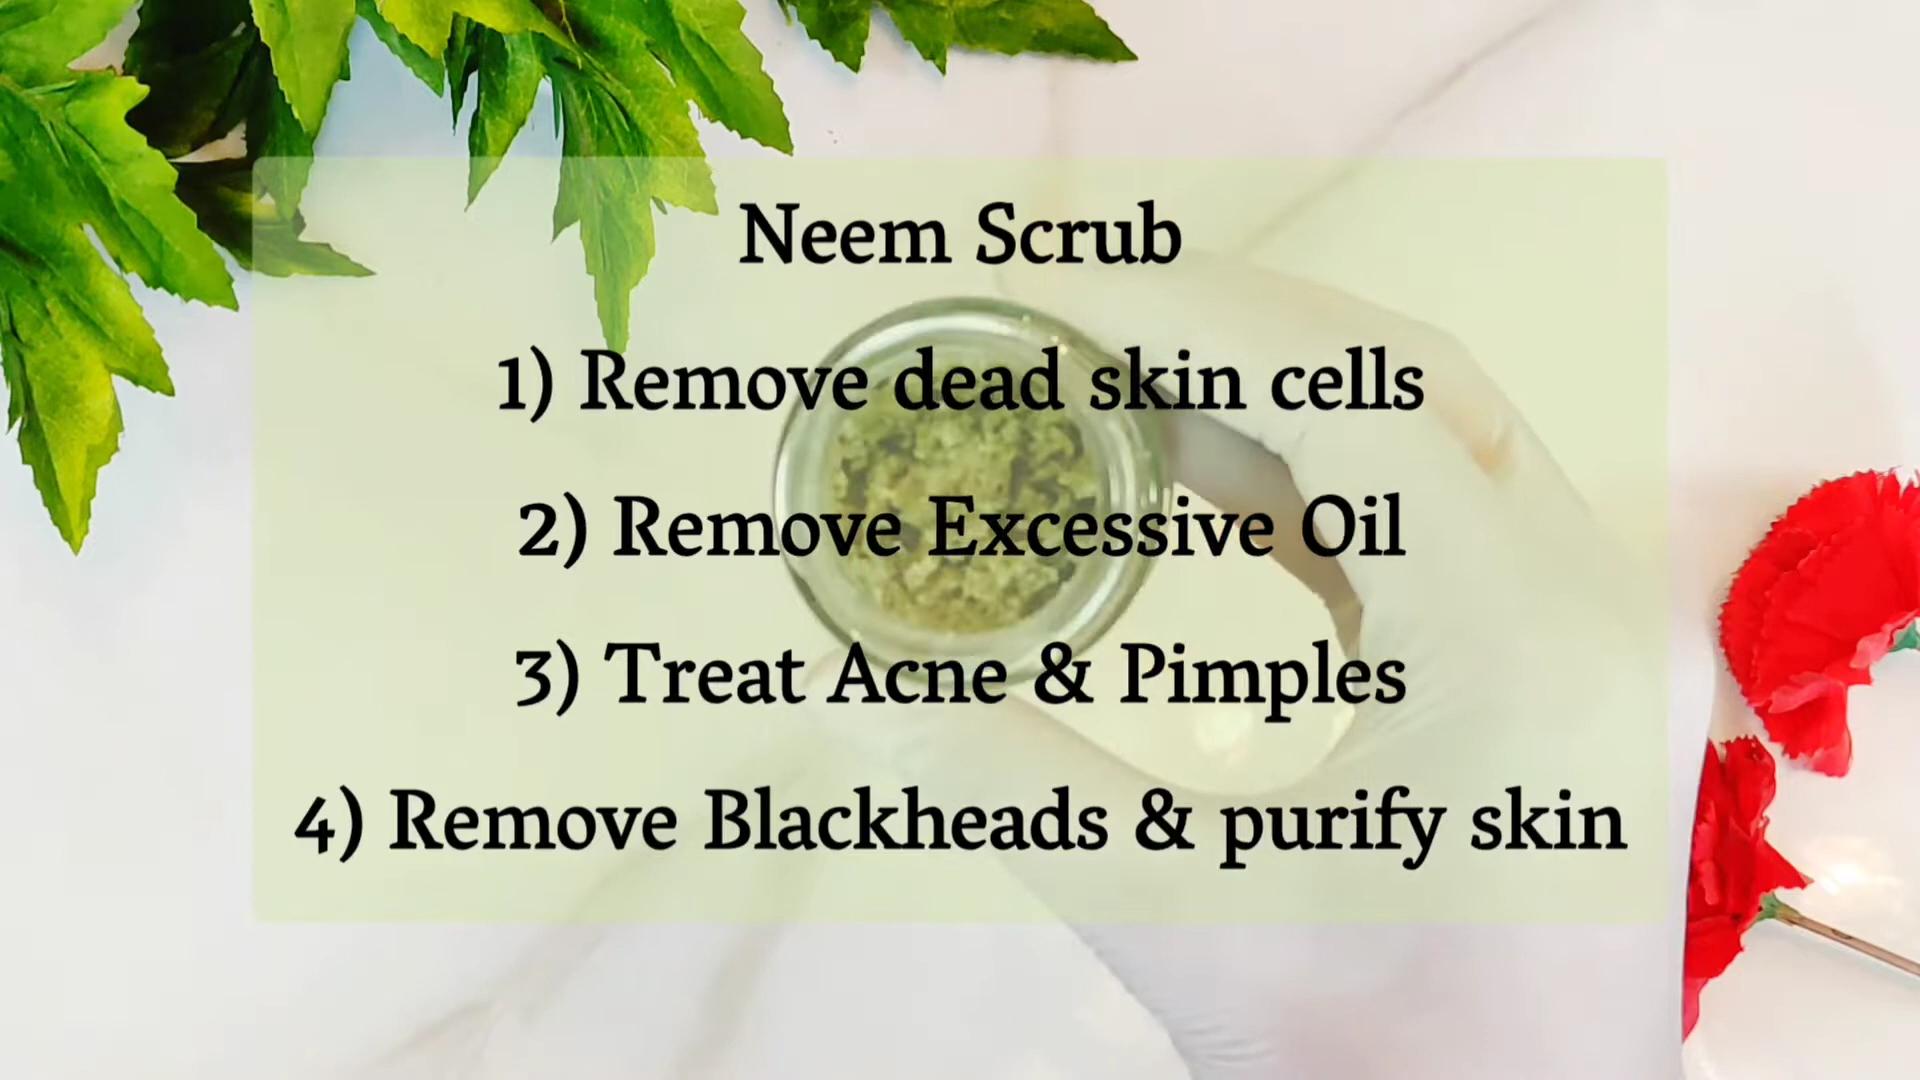 Neem Scrub
1) Remove dead skin cells
2) Remove Excessive Oil
3) Treat Acne & Pimples
4) Remove Blackheads & purify skin